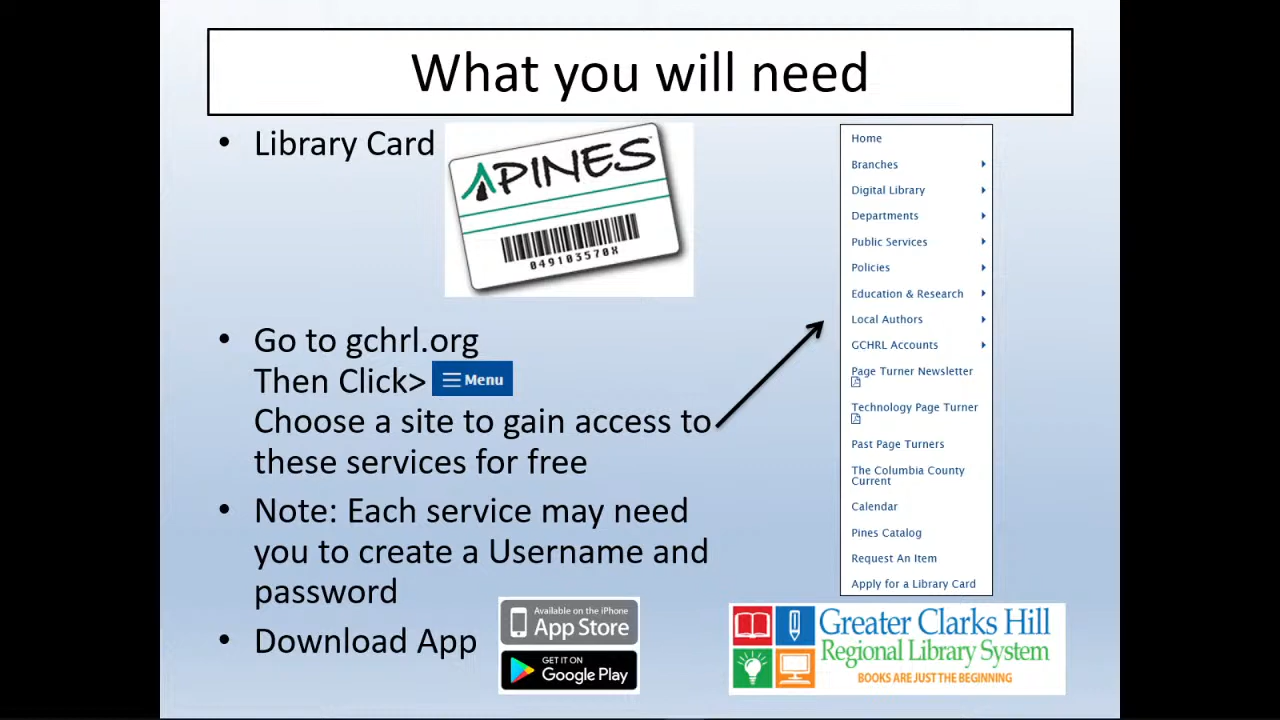 What you will need
• Library Card
PINES
049103570X
• Go to gchrl.org
Then Click> Menu
Choose a site to gain access to
these services for free
• Note: Each service may need
you to create a Username and
password
• Download App
Available on the iPhone
App Store
GET IT ON
Google Play
Home
Branches
Digital Library
Departments
Public Services
Policies
Education & Research
Local Authors
GCHRL Accounts
Page Turner Newsletter
Technology Page Turner
Past Page Turners
The Columbia County
Current
Calendar
Pines Catalog
Request An Item
Apply for a Library Card
Greater Clarks Hill
Regional Library System
BOOKS ARE JUST THE BEGINNING